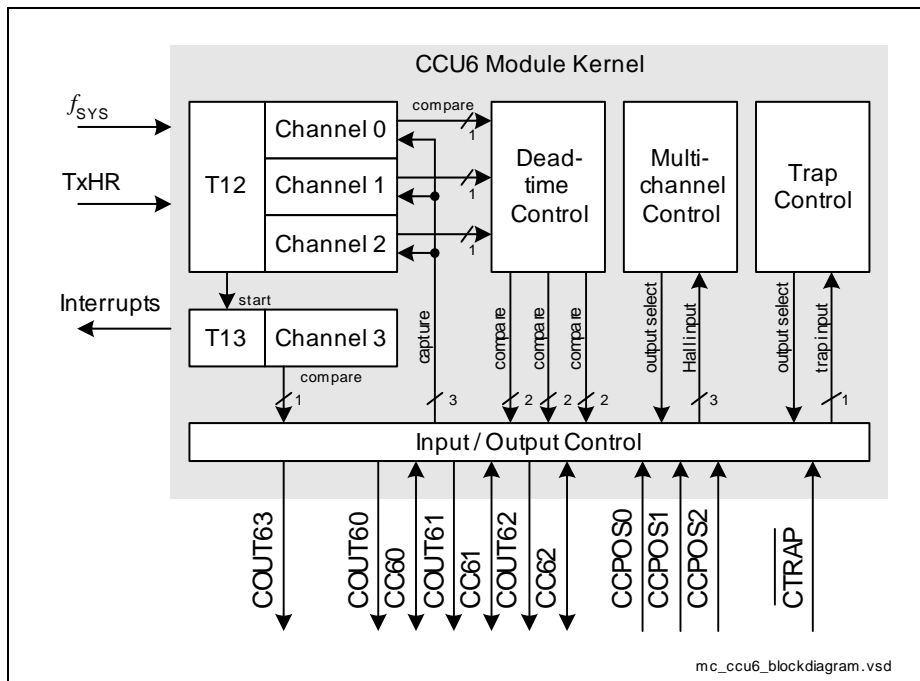 CCU6 Module Kernel
fSYS
TxHR
Interrupts
T12
Channel 0
Channel 1
Channel 2
compare
1
1
1
Dead-
time
Control
Multi-
channel
Control
Trap
Control
start
T13
Channel 3
compare
1
capture
3
compare
2
compare
2
compare
2
output select
Hall input
3
output select
trap input
1
Input / Output Control
COUT63
COUT60
CC60
COUT61
CC61
COUT62
CC62
CCPOS0
CCPOS1
CCPOS2
CTRAP
mc_ccu6_blockdiagram.vsd